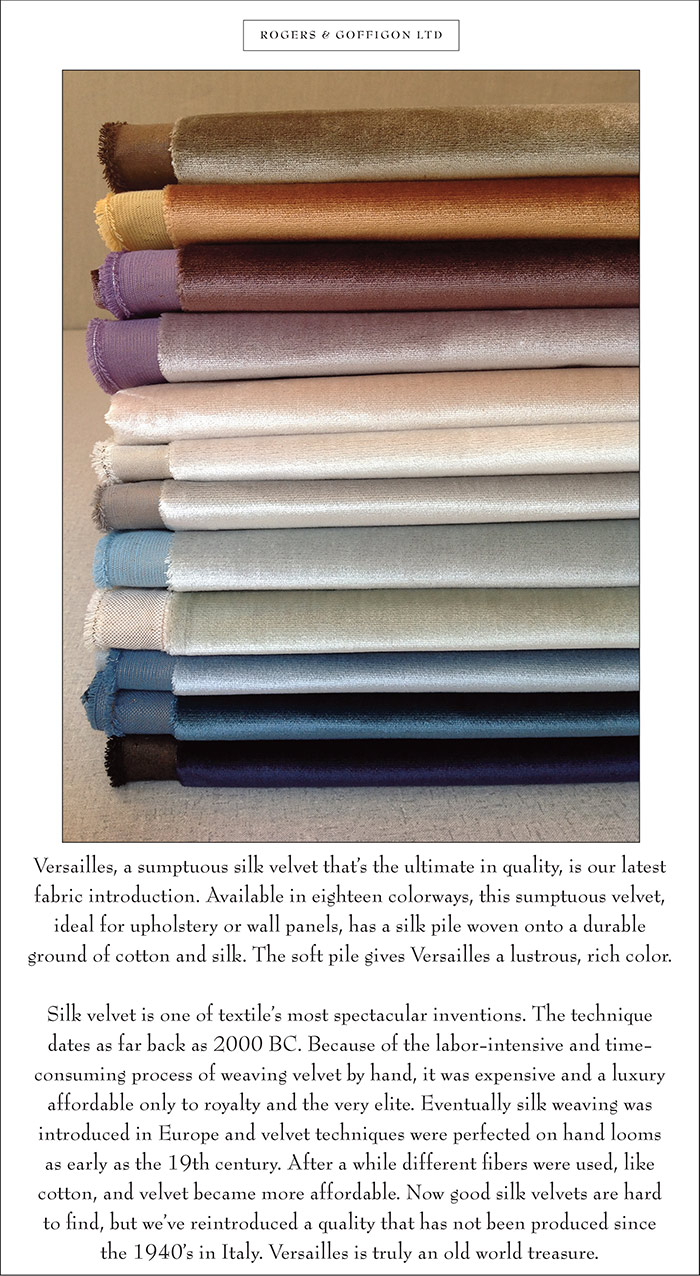 ROGERS & GOFFIGON LTD
Versailles, a sumptuous silk velvet that's the ultimate in quality, is our latest
fabric introduction. Available in eighteen colorways, this sumptuous velvet,
ideal for upholstery or wall panels, has a silk pile woven onto a durable
ground of cotton and silk. The soft pile gives Versailles a lustrous, rich color.
Silk velvet is one of textile's most spectacular inventions. The technique
dates as far back as 2000 BC. Because of the labor-intensive and time-
consuming process of weaving velvet by hand, it was expensive and a luxury
affordable only to royalty and the very elite. Eventually silk weaving was
introduced in Europe and velvet techniques were perfected on hand looms
as early as the 19th century. After a while different fibers were used, like
cotton, and velvet became more affordable. Now good silk velvets are hard
to find, but we've reintroduced a quality that has not been produced since
the 1940's in Italy. Versailles is truly an old world treasure.